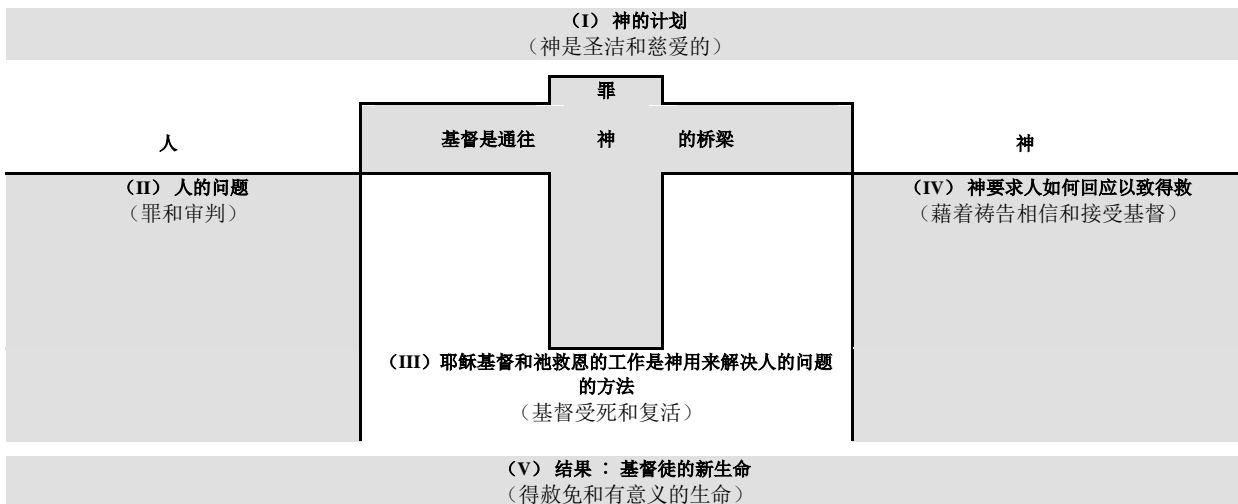 （I） 神的计划
（神是圣洁和慈爱的）
罪
基督是通往 神 的桥梁
人
神
（II） 人的问题
（罪和审判）
（IV） 神要求人如何回应以致得救
（藉着祷告相信和接受基督）
（III）耶稣基督和祂救恩的工作是神用来解决人的问题
的方法
（基督受死和复活）
（V） 结果 ： 基督徒的新生命
（得赦免和有意义的生命）